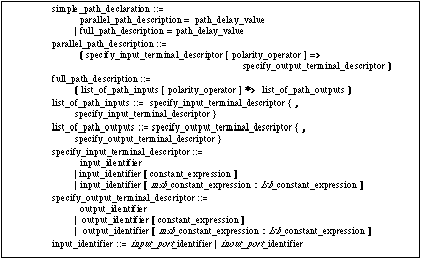 simple_path_declaration ::=
parallel_path_description = path_delay_value
| full_path_description = path_delay_value
parallel_path_description ::=
( specify_input_terminal_descriptor [ polarity_operator ] =>
specify_output_terminal_descriptor )
full_path_description ::=
( list_of_path_inputs [ polarity_operator ] *> list_of_path_outputs )
list_of_path_inputs ::= specify_input_terminal_descriptor { ,
specify_input_terminal_descriptor }
list_of_path_outputs ::= specify_output_terminal_descriptor { ,
specify_output_terminal_descriptor }
specify_input_terminal_descriptor ::=
input_identifier
| input_identifier [ constant_expression ]
| input_identifier [ msb_constant_expression : lsb_constant_expression ]
specify_output_terminal_descriptor ::=
output_identifier
| output_identifier [ constant_expression ]
| output_identifier [ msb_constant_expression : lsb_constant_expression ]
input_identifier ::= input_port_identifier | inout_port_identifier